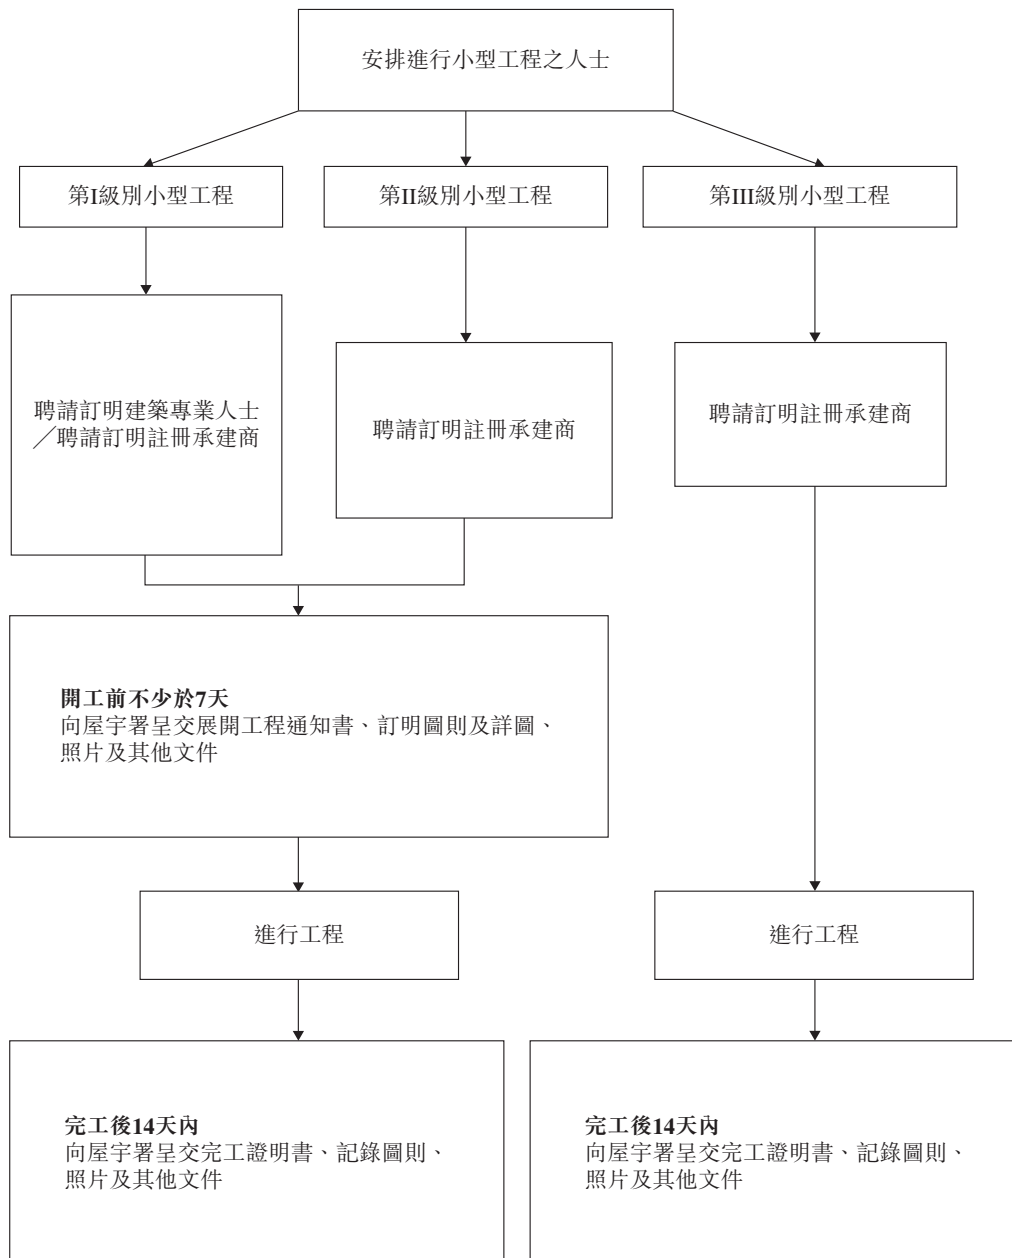 安排進行小型工程之人士
第I級別小型工程
第II級別小型工程
第III級別小型工程
聘請訂明建築專業人士
／聘請訂明註冊承建商
聘請訂明註冊承建商
聘請訂明註冊承建商
開工前不少於7天
向屋宇署呈交展開工程通知書、訂明圖則及詳圖、
照片及其他文件
進行工程
進行工程
完工後14天內
向屋宇署呈交完工證明書、記錄圖則、
照片及其他文件
完工後14天內
向屋宇署呈交完工證明書、記錄圖則、
照片及其他文件